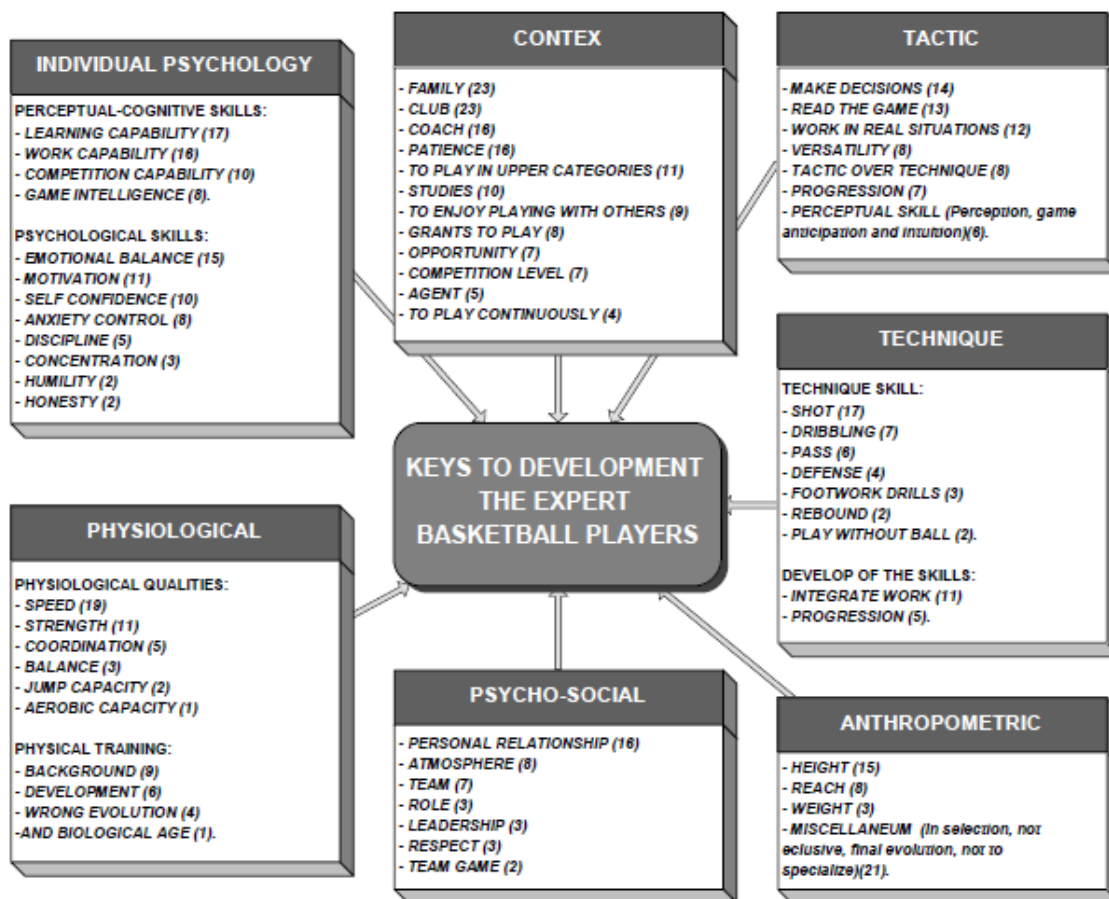 INDIVIDUAL PSYCHOLOGY
PERCEPTUAL-COGNITIVE SKILLS:
- LEARNING CAPABILITY (17)
- WORK CAPABILITY (16)
- COMPETITION CAPABILITY (10)
- GAME INTELLIGENCE (8).
PSYCHOLOGICAL SKILLS:
- EMOTIONAL BALANCE (15)
- MOTIVATION (11)
- SELF CONFIDENCE (10)
- ANXIETY CONTROL (8)
- DISCIPLINE (5)
- CONCENTRATION (3)
- HUMILITY (2)
- HONESTY (2)
CONTEX
- FAMILY (23)
- CLUB (23)
- COACH (16)
- PATIENCE (16)
- TO PLAY IN UPPER CATEGORIES (11)
- STUDIES (10)
- TO ENJOY PLAYING WITH OTHERS (9)
- GRANTS TO PLAY (8)
- OPPORTUNITY (7)
- COMPETITION LEVEL (7)
- AGENT (5)
- TO PLAY CONTINUOUSLY (4)
TACTIC
- MAKE DECISIONS (14)
- READ THE GAME (13)
- WORK IN REAL SITUATIONS (12)
- VERSATILITY (8)
- TACTIC OVER TECHNIQUE (8)
- PROGRESSION (7)
- PERCEPTUAL SKILL (Perception, game
anticipation and intuition)(6).
TECHNIQUE
TECHNIQUE SKILL:
- SHOT (17)
- DRIBBLING (7)
- PASS (6)
- DEFENSE (4)
- FOOTWORK DRILLS (3)
- REBOUND (2)
- PLAY WITHOUT BALL (2).
DEVELOP OF THE SKILLS:
- INTEGRATE WORK (11)
- PROGRESSION (5).
KEYS TO DEVELOPMENT
THE EXPERT
BASKETBALL PLAYERS
PHYSIOLOGICAL
PHYSIOLOGICAL QUALITIES:
- SPEED (19)
- STRENGTH (11)
- COORDINATION (5)
- BALANCE (3)
- JUMP CAPACITY (2)
- AEROBIC CAPACITY (1)
PHYSICAL TRAINING:
- BACKGROUND (9)
- DEVELOPMENT (6)
- WRONG EVOLUTION (4)
-AND BIOLOGICAL AGE (1).
PSYCHO-SOCIAL
- PERSONAL RELATIONSHIP (16)
- ATMOSPHERE (8)
- TEAM (7)
- ROLE (3)
- LEADERSHIP (3)
- RESPECT (3)
- TEAM GAME (2)
ANTHROPOMETRIC
- HEIGHT (15)
- REACH (8)
- WEIGHT (3)
- MISCELLANEUM (In selection, not
eclusive, final evolution, not to
specialize)(21).